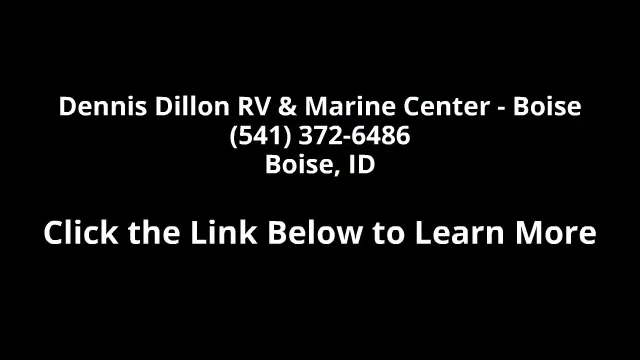 Dennis Dillon RV & Marine Center - Boise
(541) 372-6486
Boise, ID
Click the Link Below to Learn More